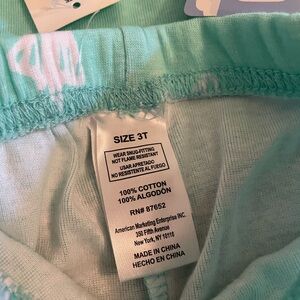 SIZE 3T
WEAR SNUG-FITTING
NOT FLAME RESISTANT
USAR APRETADO
NO RESISTENTE AL FUEGO
100% COTTON
100% ALGODÓN
RN# 87652
American Marketing Enterprise INC.
350 Fifth Avenue
New York, NY 10118
MADE IN CHINA
HECHO EN CHINA